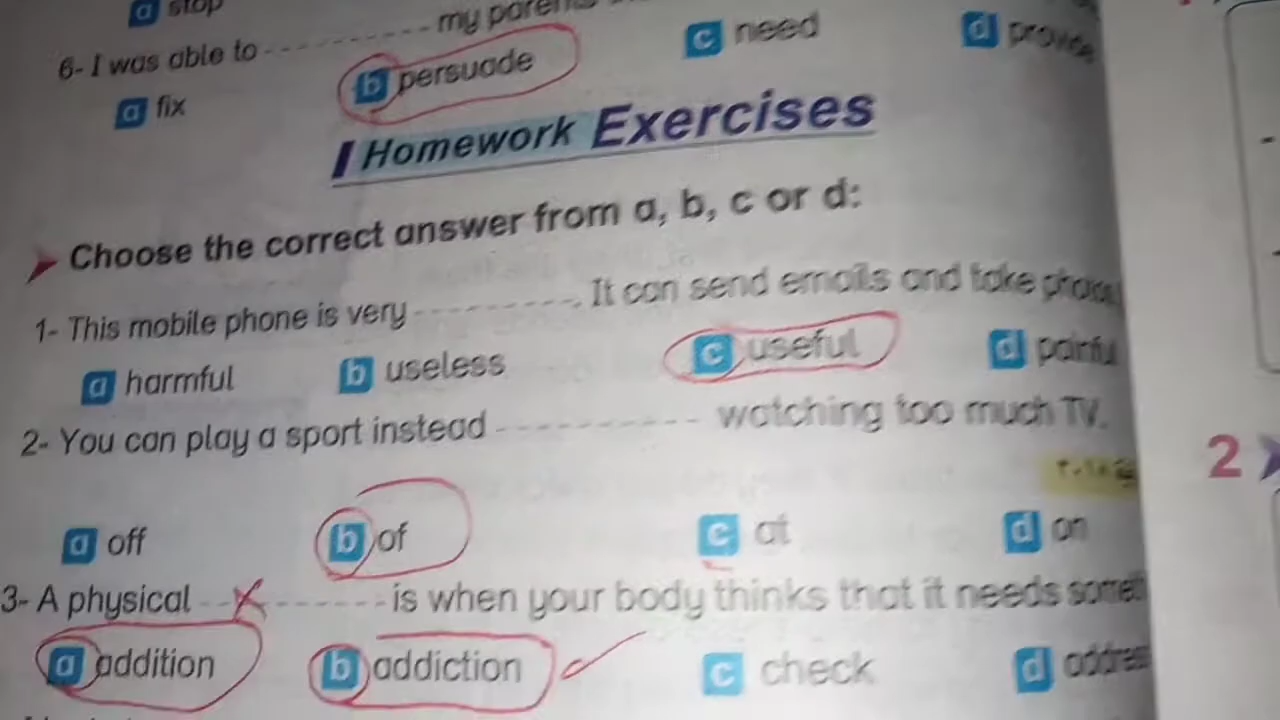 a stop
6- I was able to ---------- my parents
a fix b persuade c need d provide
Homework Exercises
Choose the correct answer from a, b, c or d:
1- This mobile phone is very ----------. It can send emails and take
a harmful b useless c useful d painful
2- You can play a sport instead ---------- watching too much TV.
a off b of c at d on
3- A physical ---------- is when your body thinks that it needs
a addition b addiction c check d address
2